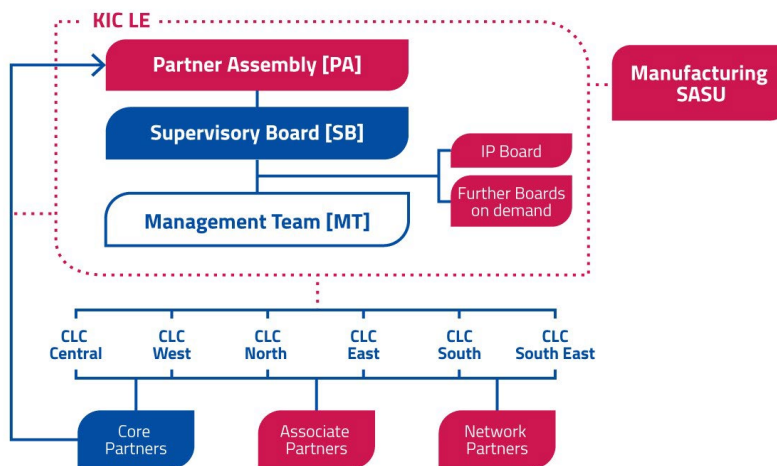 KIC LE
Partner Assembly [PA]
Manufacturing
SASU
Supervisory Board [SB]
IP Board
Further Boards
on demand
Management Team [MT]
CLC
Central
CLC
West
CLC
North
CLC
East
CLC
South
CLC
South East
Core
Partners
Associate
Partners
Network
Partners